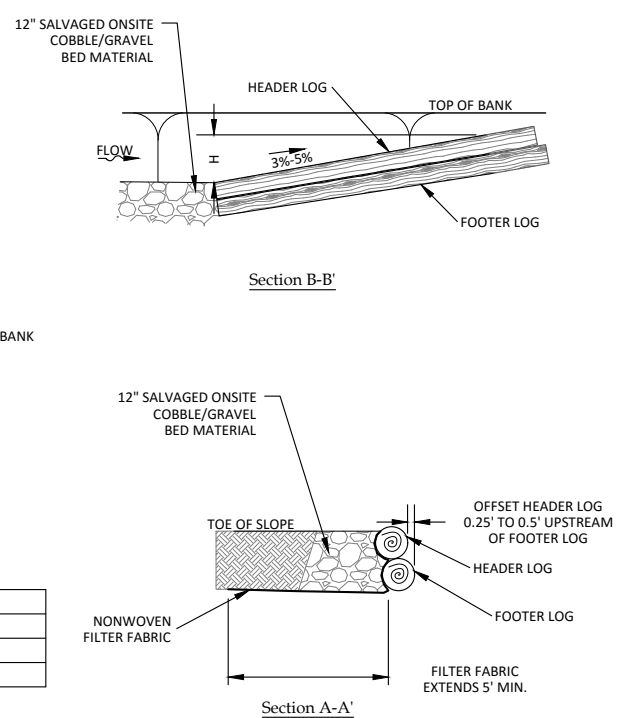 12" SALVAGED ONSITE
COBBLE/GRAVEL
BED MATERIAL
HEADER LOG
TOP OF BANK
FLOW
H
3%-5%
FOOTER LOG
Section B-B'
BANK
12" SALVAGED ONSITE
COBBLE/GRAVEL
BED MATERIAL
TOE OF SLOPE
OFFSET HEADER LOG
0.25' TO 0.5' UPSTREAM
OF FOOTER LOG
HEADER LOG
FOOTER LOG
NONWOVEN
FILTER FABRIC
FILTER FABRIC
EXTENDS 5' MIN.
Section A-A'